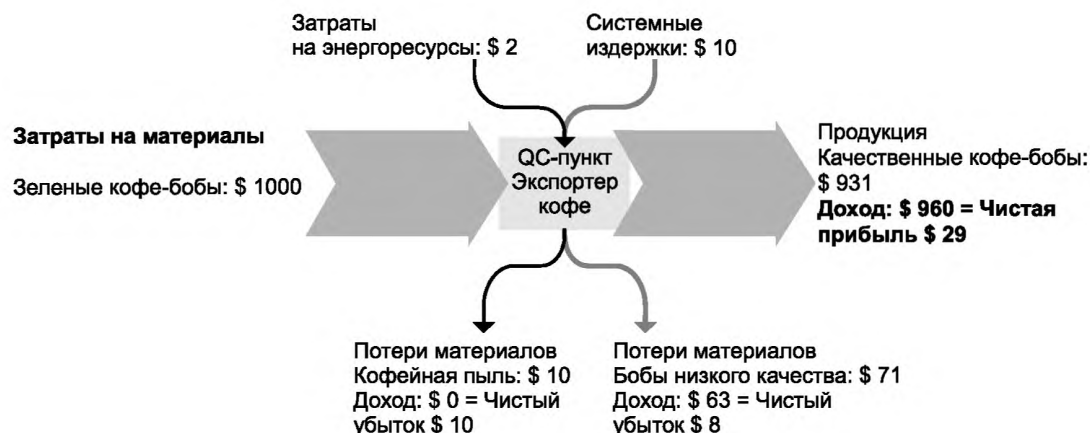 Затраты
на энергоресурсы: $ 2
Системные
издержки: $ 10
Затраты на материалы
Зеленые кофе-бобы: $ 1000
QC-пункт
Экспортер
кофе
Продукция
Качественные кофе-бобы:
$ 931
Доход: $ 960 = Чистая
прибыль $ 29
Потери материалов
Кофейная пыль: $ 10
Доход: $ 0 = Чистый
убыток $ 10
Потери материалов
Бобы низкого качества: $ 71
Доход: $ 63 = Чистый
убыток $ 8